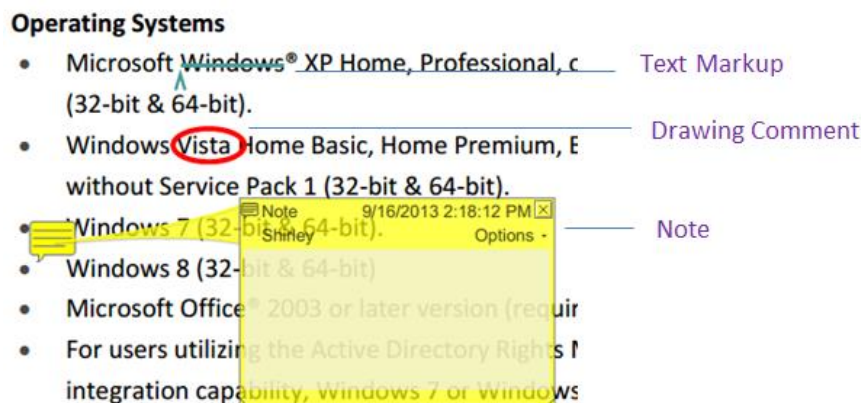 Operating Systems
• Microsoft Windows® XP Home, Professional, c
Text Markup
(32-bit & 64-bit).
Drawing Comment
• Windows Vista Home Basic, Home Premium, E
without Service Pack 1 (32-bit & 64-bit).
Note 9/16/2013 2:18:12 PM
• Windows 7 (32-bit & 64-bit).
Shirley Options
Note
• Windows 8 (32-bit & 64-bit)
• Microsoft Office® 2003 or later version (requir
• For users utilizing the Active Directory Rights M
integration capability, Windows 7 or Windows